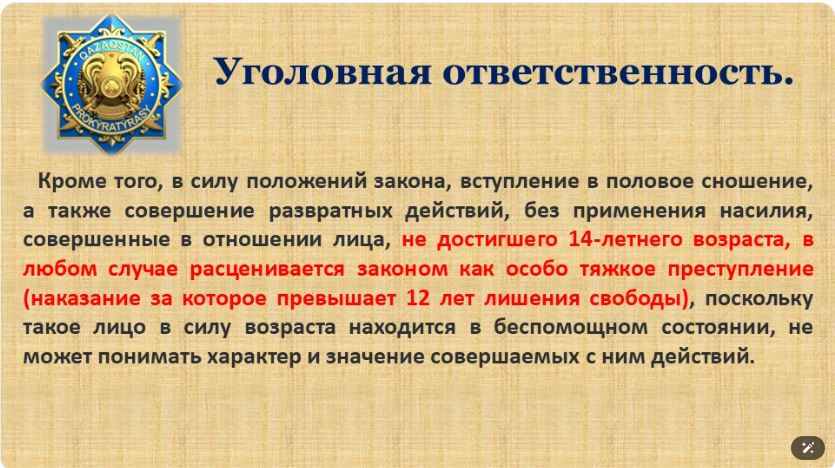 QAZAQSTAN
PROKYRATYRASY
Уголовная ответственность.
Кроме того, в силу положений закона, вступление в половое сношение,
а также совершение развратных действий, без применения насилия,
совершенные в отношении лица, не достигшего 14-летнего возраста, в
любом случае расценивается законом как особо тяжкое преступление
(наказание за которое превышает 12 лет лишения свободы), поскольку
такое лицо в силу возраста находится в беспомощном состоянии, не
может понимать характер и значение совершаемых с ним действий.